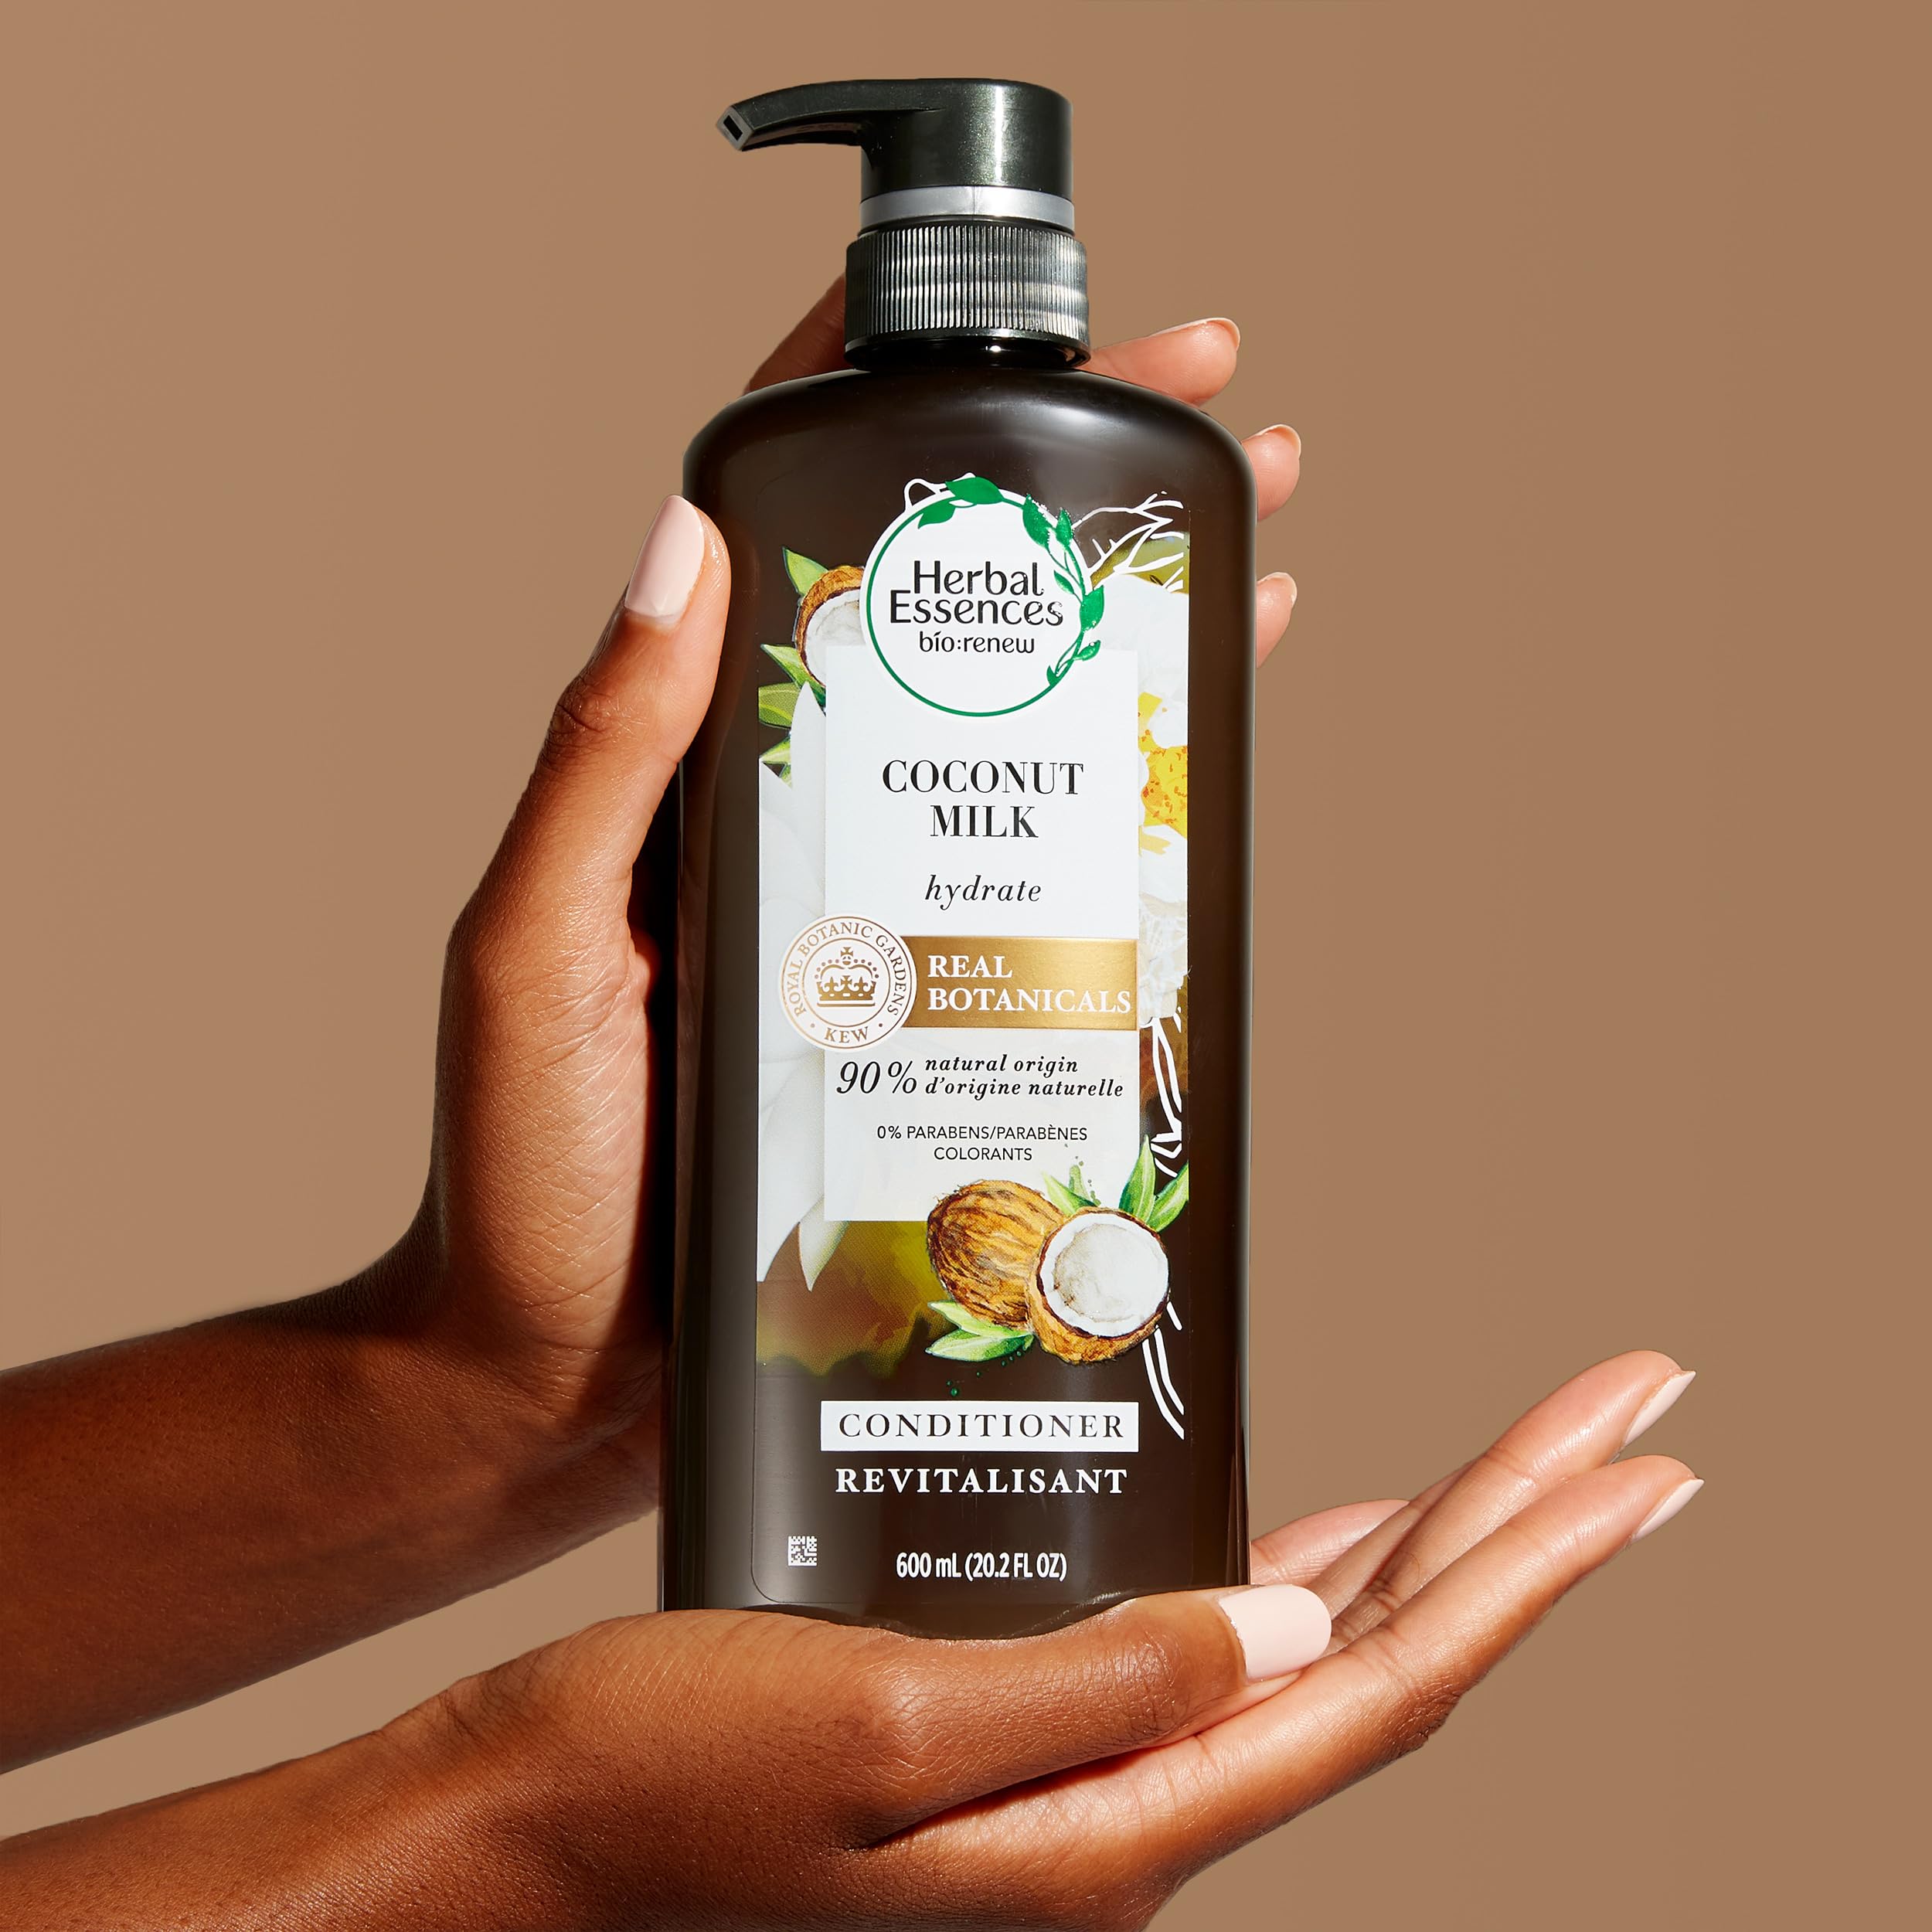 Herbal
Essences
bío:renew
COCONUT
MILK
hydrate
ROYAL BOTANIC GARDENS
• KEW •
REAL
BOTANICALS
90% natural origin
d'origine naturelle
0% PARABENS/PARABÈNES
COLORANTS
CONDITIONER
REVITALISANT
600 mL (20.2 FL OZ)